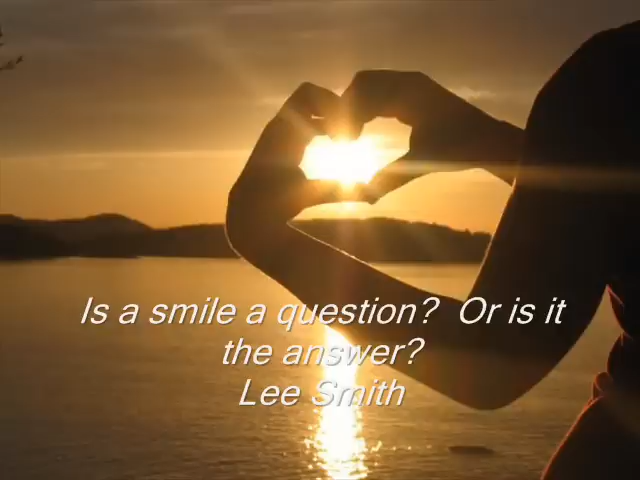 Is a smile a question?  Or is it
the answer?
Lee Smith